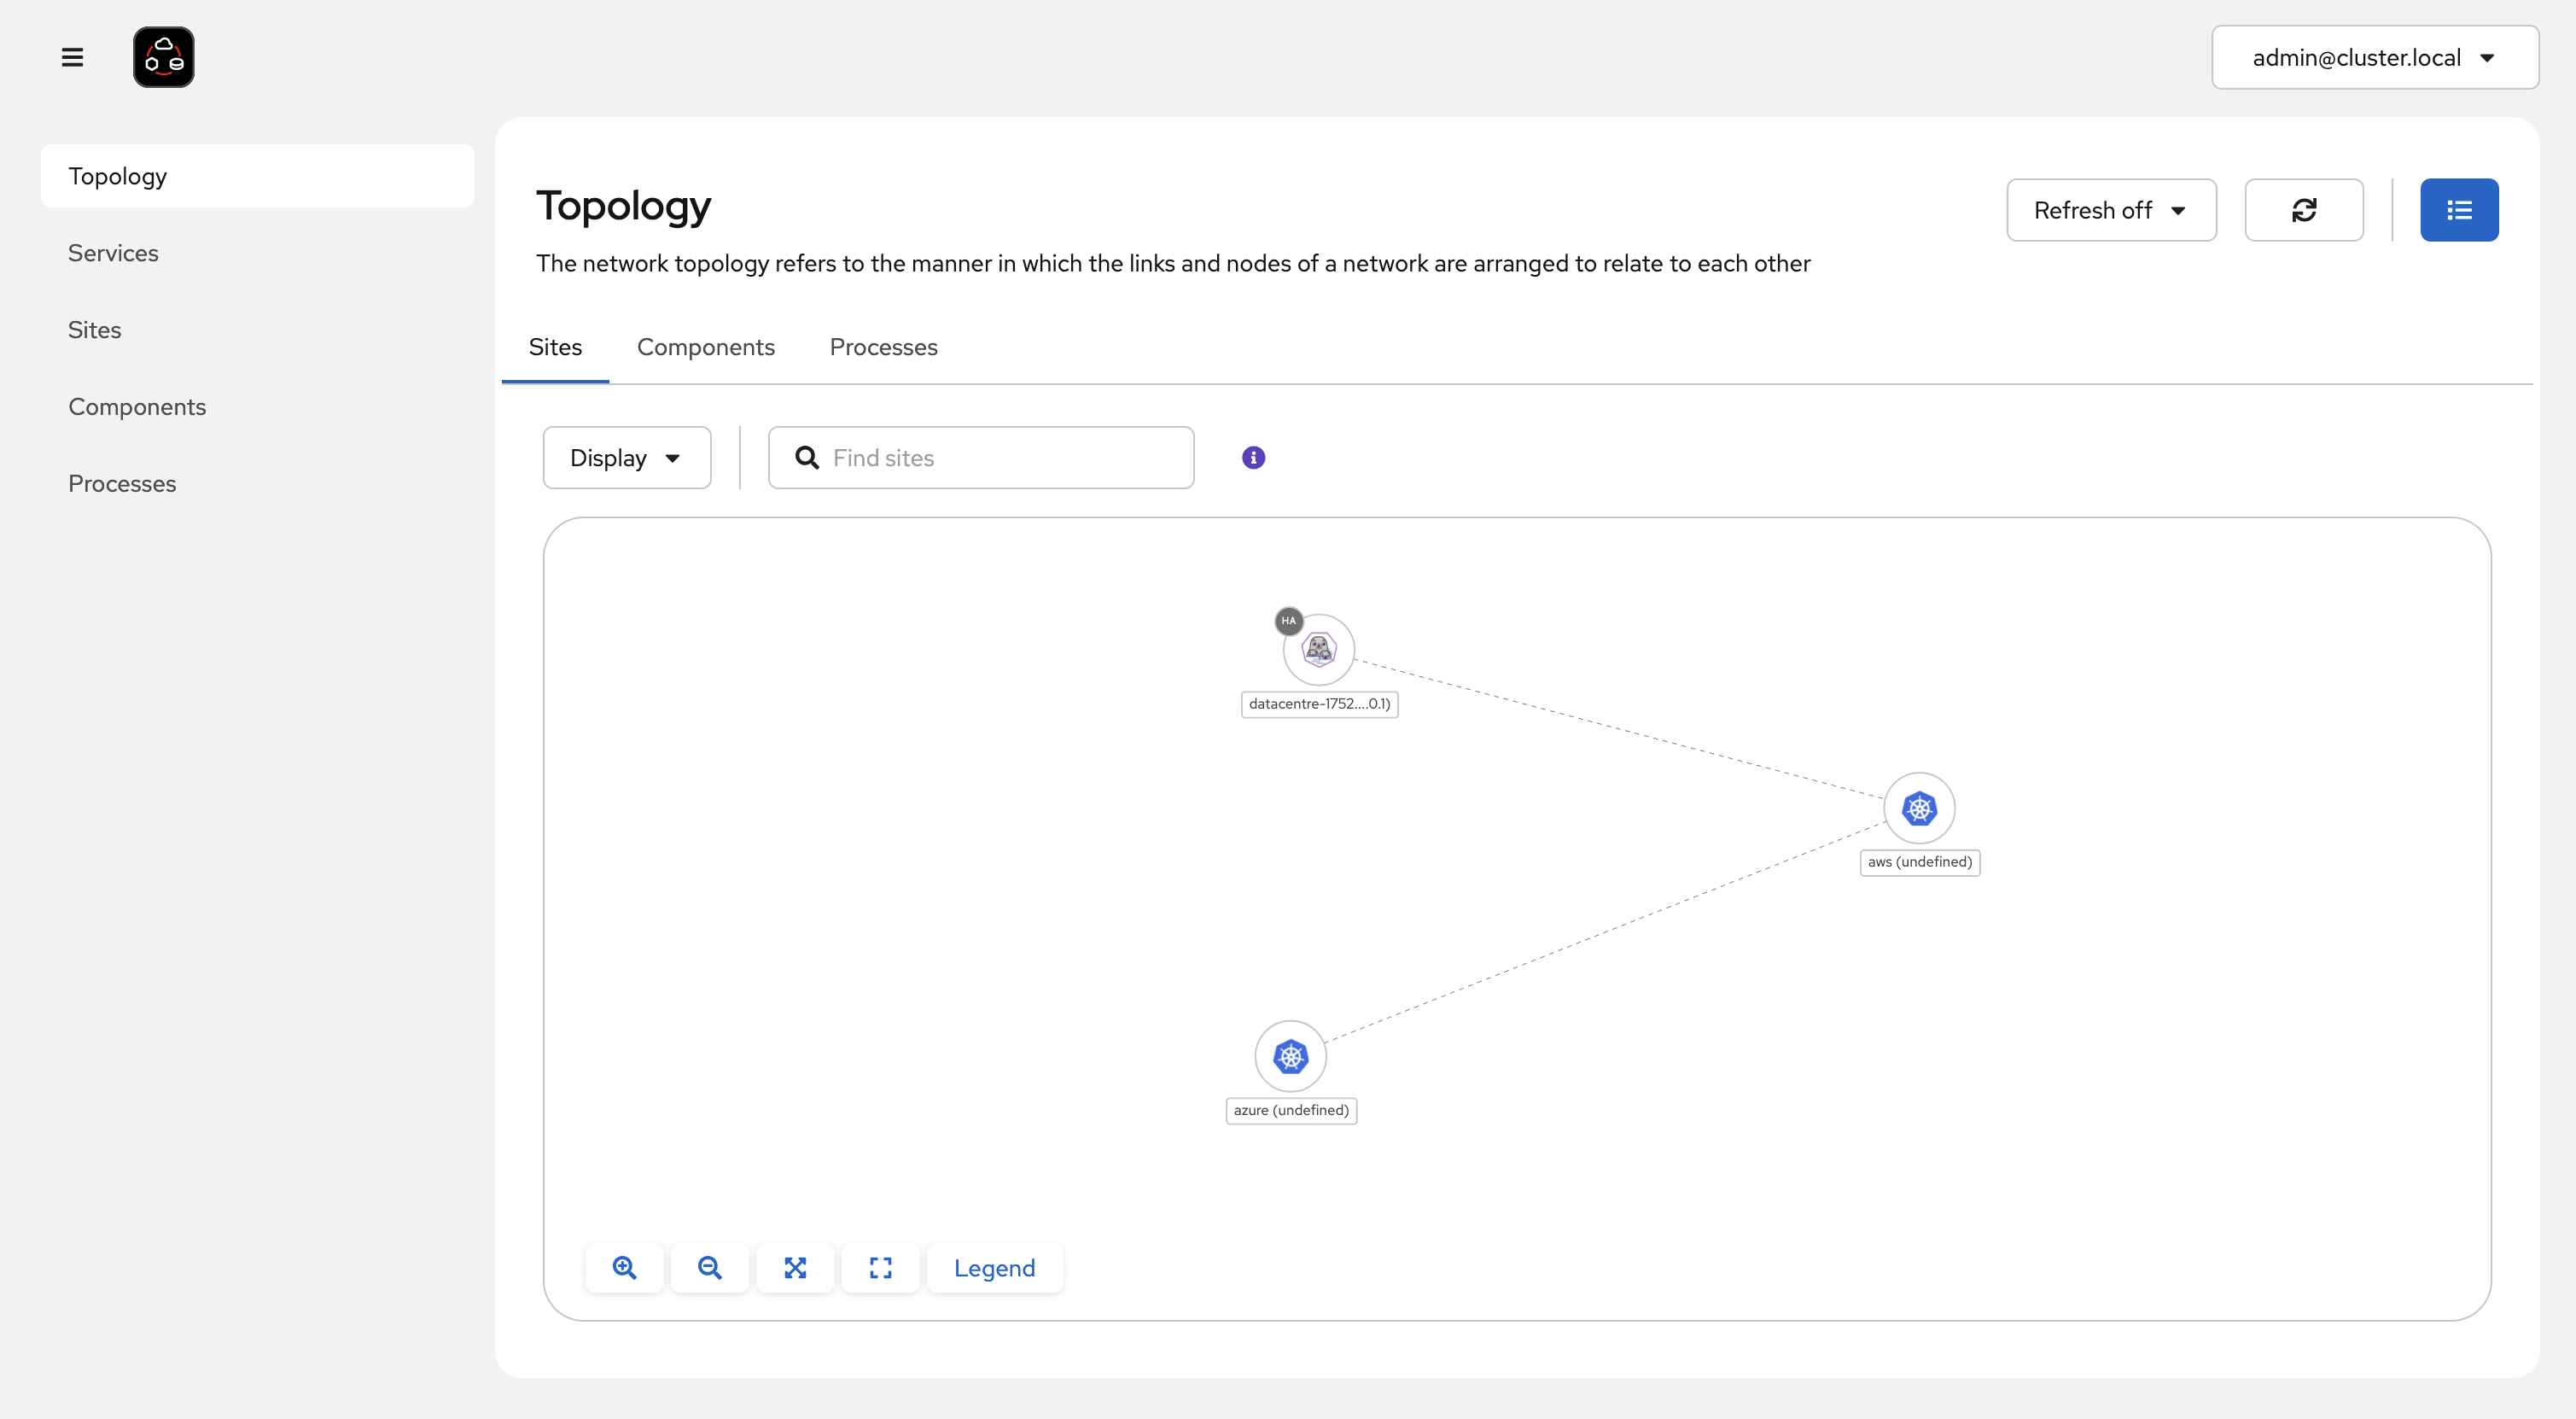 admin@cluster.local
Topology
Services
Sites
Components
Processes
Topology
The network topology refers to the manner in which the links and nodes of a network are arranged to relate to each other
Refresh off
Sites Components Processes
Display
Find sites
HA
datacentre-1752....0.1)
aws (undefined)
azure (undefined)
Legend